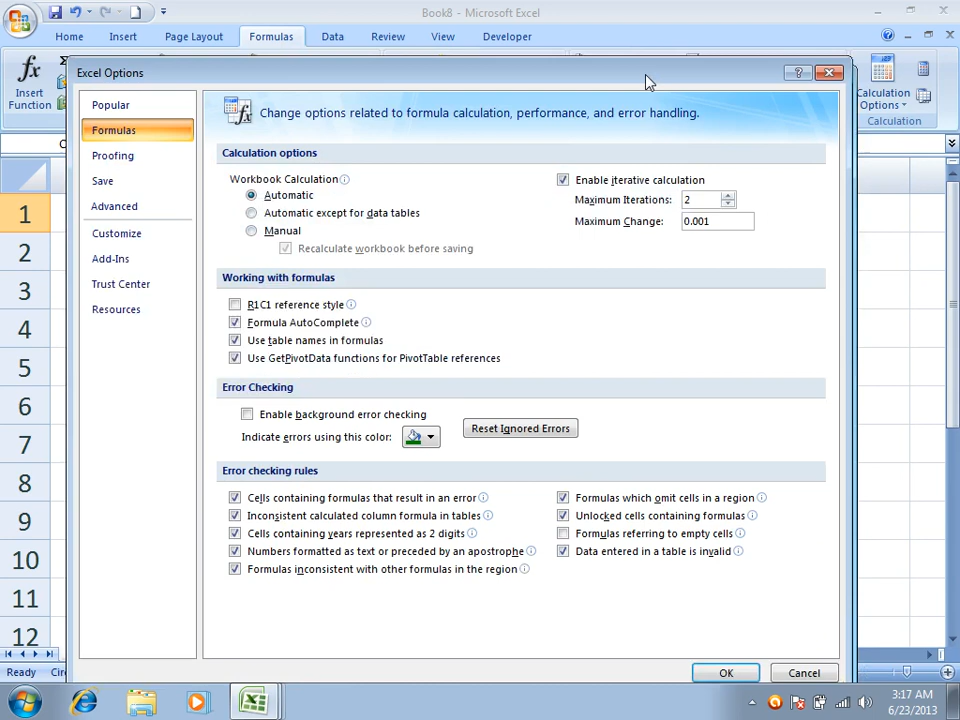 Book8 - Microsoft Excel
Home Insert Page Layout Formulas Data Review View Developer
Insert
Function
Calculation
Options
Calculation
Excel Options
Popular
Formulas
Proofing
Save
Advanced
Customize
Add-Ins
Trust Center
Resources
Change options related to formula calculation, performance, and error handling.
Calculation options
Workbook Calculation
Automatic
Automatic except for data tables
Manual
Recalculate workbook before saving
Enable iterative calculation
Maximum Iterations: 2
Maximum Change: 0.001
Working with formulas
R1C1 reference style
Formula AutoComplete
Use table names in formulas
Use GetPivotData functions for PivotTable references
Error Checking
Enable background error checking
Indicate errors using this color:
Reset Ignored Errors
Error checking rules
Cells containing formulas that result in an error
Inconsistent calculated column formula in tables
Cells containing years represented as 2 digits
Numbers formatted as text or preceded by an apostrophe
Formulas inconsistent with other formulas in the region
Formulas which omit cells in a region
Unlocked cells containing formulas
Formulas referring to empty cells
Data entered in a table is invalid
OK Cancel
1
2
3
4
5
6
7
8
9
10
11
12
Ready
3:17 AM
6/23/2013